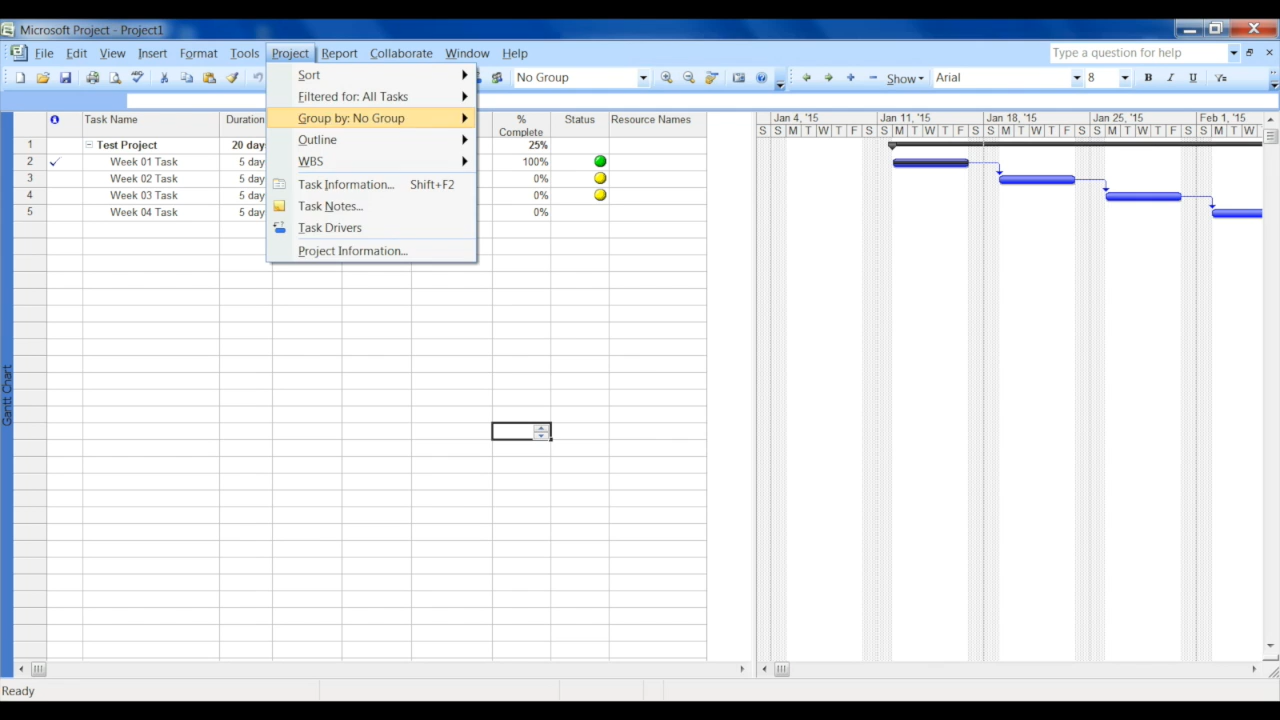 Microsoft Project - Project1
File Edit View Insert Format Tools Project Report Collaborate Window Help Type a question for help
No Group Show Arial 8 B I U
Sort
Filtered for: All Tasks
Group by: No Group
Outline
WBS
Task Information... Shift+F2
Task Notes...
Task Drivers
Project Information...
Task Name Duration % Complete Status Resource Names
Jan 4, '15 Jan 11, '15 Jan 18, '15 Jan 25, '15 Feb 1, '15
S S M T W T F S S M T W T F S S M T W T F S S M T W T F S S M T W
1 Test Project 20 day 25%
2 Week 01 Task 5 day 100%
3 Week 02 Task 5 day 0%
4 Week 03 Task 5 day 0%
5 Week 04 Task 5 day 0%
Gantt Chart
Ready